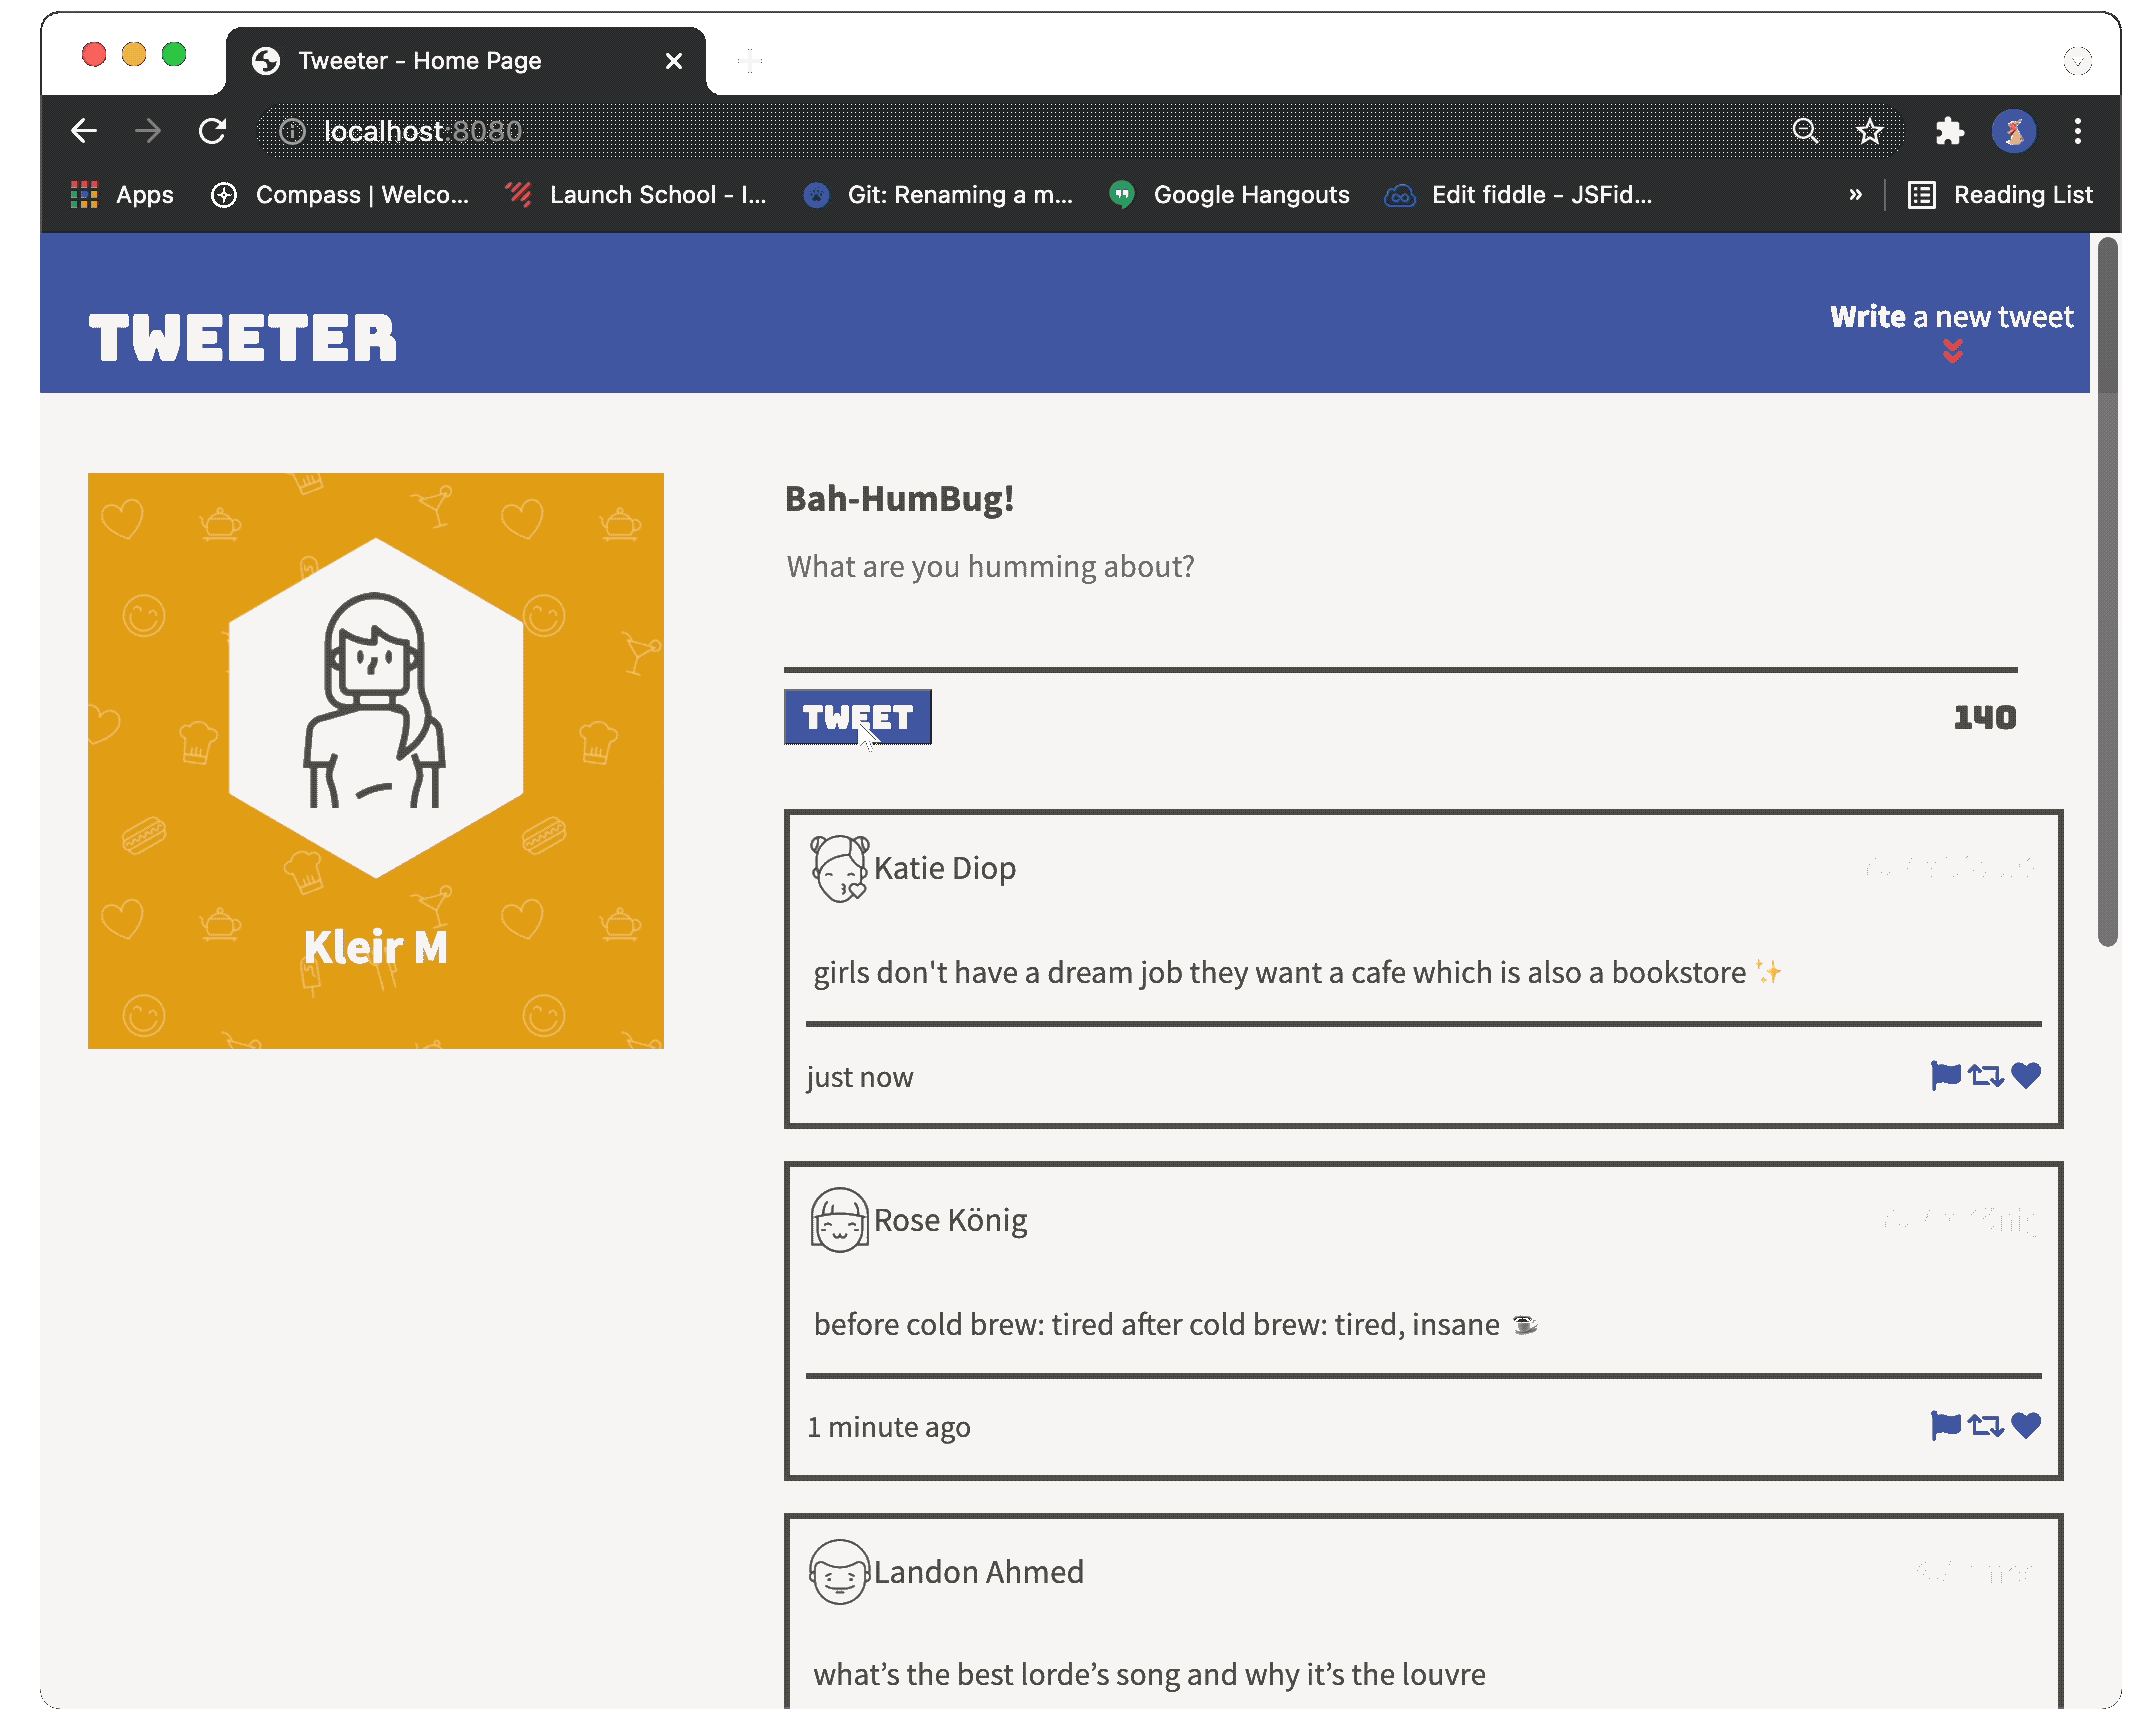 Tweeter - Home Page
localhost:8080
Apps
Compass | Welco...
Launch School - I...
Git: Renaming a m...
Google Hangouts
Edit fiddle - JSFid...
»
Reading List
TWEETER
Write a new tweet
Kleir M
Bah-HumBug!
What are you humming about?
TWEET
140
Katie Diop
girls don't have a dream job they want a cafe which is also a bookstore ✨
just now
Rose König
before cold brew: tired after cold brew: tired, insane ☕
1 minute ago
Landon Ahmed
what’s the best lorde’s song and why it’s the louvre